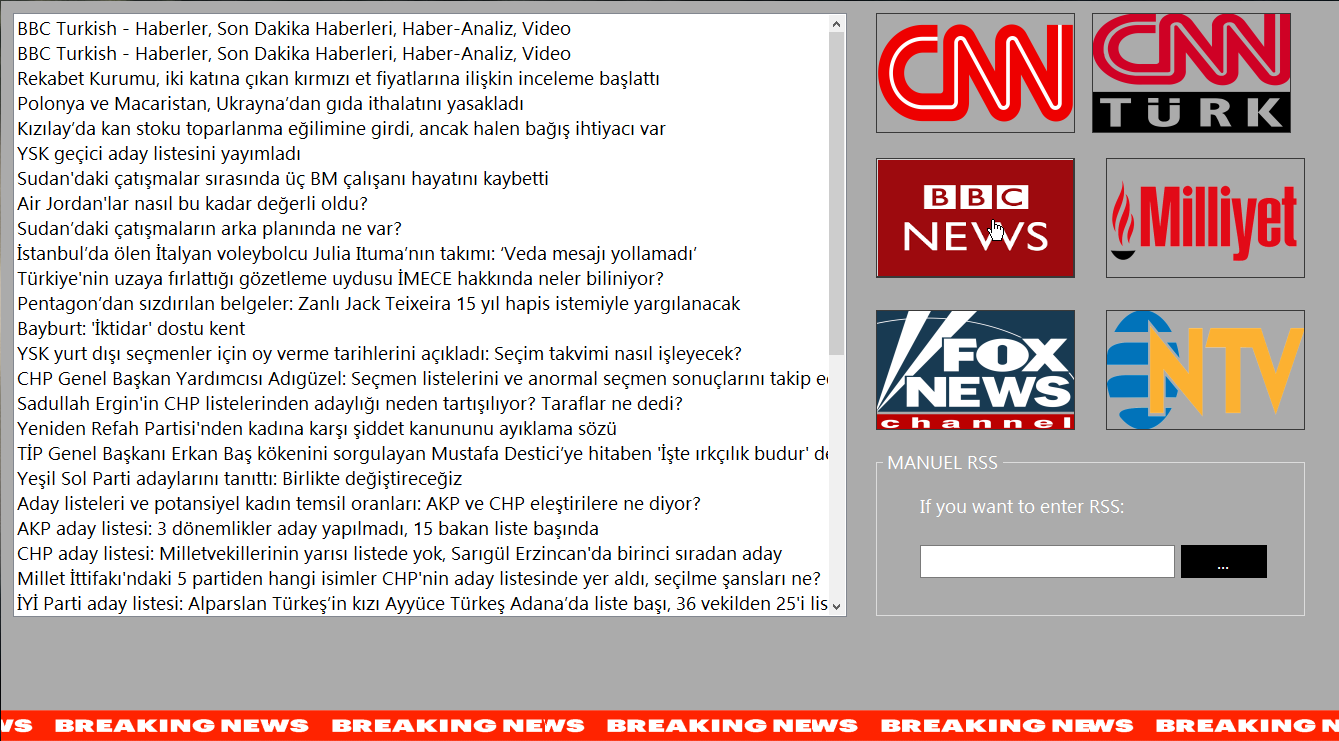 BBC Turkish - Haberler, Son Dakika Haberleri, Haber-Analiz, Video
BBC Turkish - Haberler, Son Dakika Haberleri, Haber-Analiz, Video
Rekabet Kurumu, iki katına çıkan kırmızı et fiyatlarına ilişkin inceleme başlattı
Polonya ve Macaristan, Ukrayna’dan gıda ithalatını yasakladı
Kızılay’da kan stoku toparlanma eğilimine girdi, ancak halen bağış ihtiyacı var
YSK geçici aday listesini yayımladı
Sudan'daki çatışmalar sırasında üç BM çalışanı hayatını kaybetti
Air Jordan'lar nasıl bu kadar değerli oldu?
Sudan’daki çatışmaların arka planında ne var?
İstanbul’da ölen İtalyan voleybolcu Julia Ituma’nın takımı: ‘Veda mesajı yollamadı’
Türkiye'nin uzaya fırlattığı gözetleme uydusu İMECE hakkında neler biliniyor?
Pentagon’dan sızdırılan belgeler: Zanlı Jack Teixeira 15 yıl hapis istemiyle yargılanacak
Bayburt: 'İktidar' dostu kent
YSK yurt dışı seçmenler için oy verme tarihlerini açıkladı: Seçim takvimi nasıl işleyecek?
CHP Genel Başkan Yardımcısı Adıgüzel: Seçmen listelerini ve anormal seçmen sonuçlarını takip e
Sadullah Ergin'in CHP listelerinden adaylığı neden tartışılıyor? Taraflar ne dedi?
Yeniden Refah Partisi'nden kadına karşı şiddet kanununu ayıklama sözü
TİP Genel Başkanı Erkan Baş kökenini sorgulayan Mustafa Destici’ye hitaben 'İşte ırkçılık budur' de
Yeşil Sol Parti adaylarını tanıttı: Birlikte değiştireceğiz
Aday listeleri ve potansiyel kadın temsil oranları: AKP ve CHP eleştirilere ne diyor?
AKP aday listesi: 3 dönemlikler aday yapılmadı, 15 bakan liste başında
CHP aday listesi: Milletvekillerinin yarısı listede yok, Sarıgül Erzincan'da birinci sıradan aday
Millet İttifakı'ndaki 5 partiden hangi isimler CHP'nin aday listesinde yer aldı, seçilme şansları ne?
İYİ Parti aday listesi: Alparslan Türkeş’in kızı Ayyüce Türkeş Adana’da liste başı, 36 vekilden 25'i lis
CNN
CNN
TÜRK
BBC
NEWS
Milliyet
FOX
NEWS
channel
NTV
MANUEL RSS
If you want to enter RSS:
...
WS BREAKING NEWS BREAKING NEWS BREAKING NEWS BREAKING NEWS BREAKING N